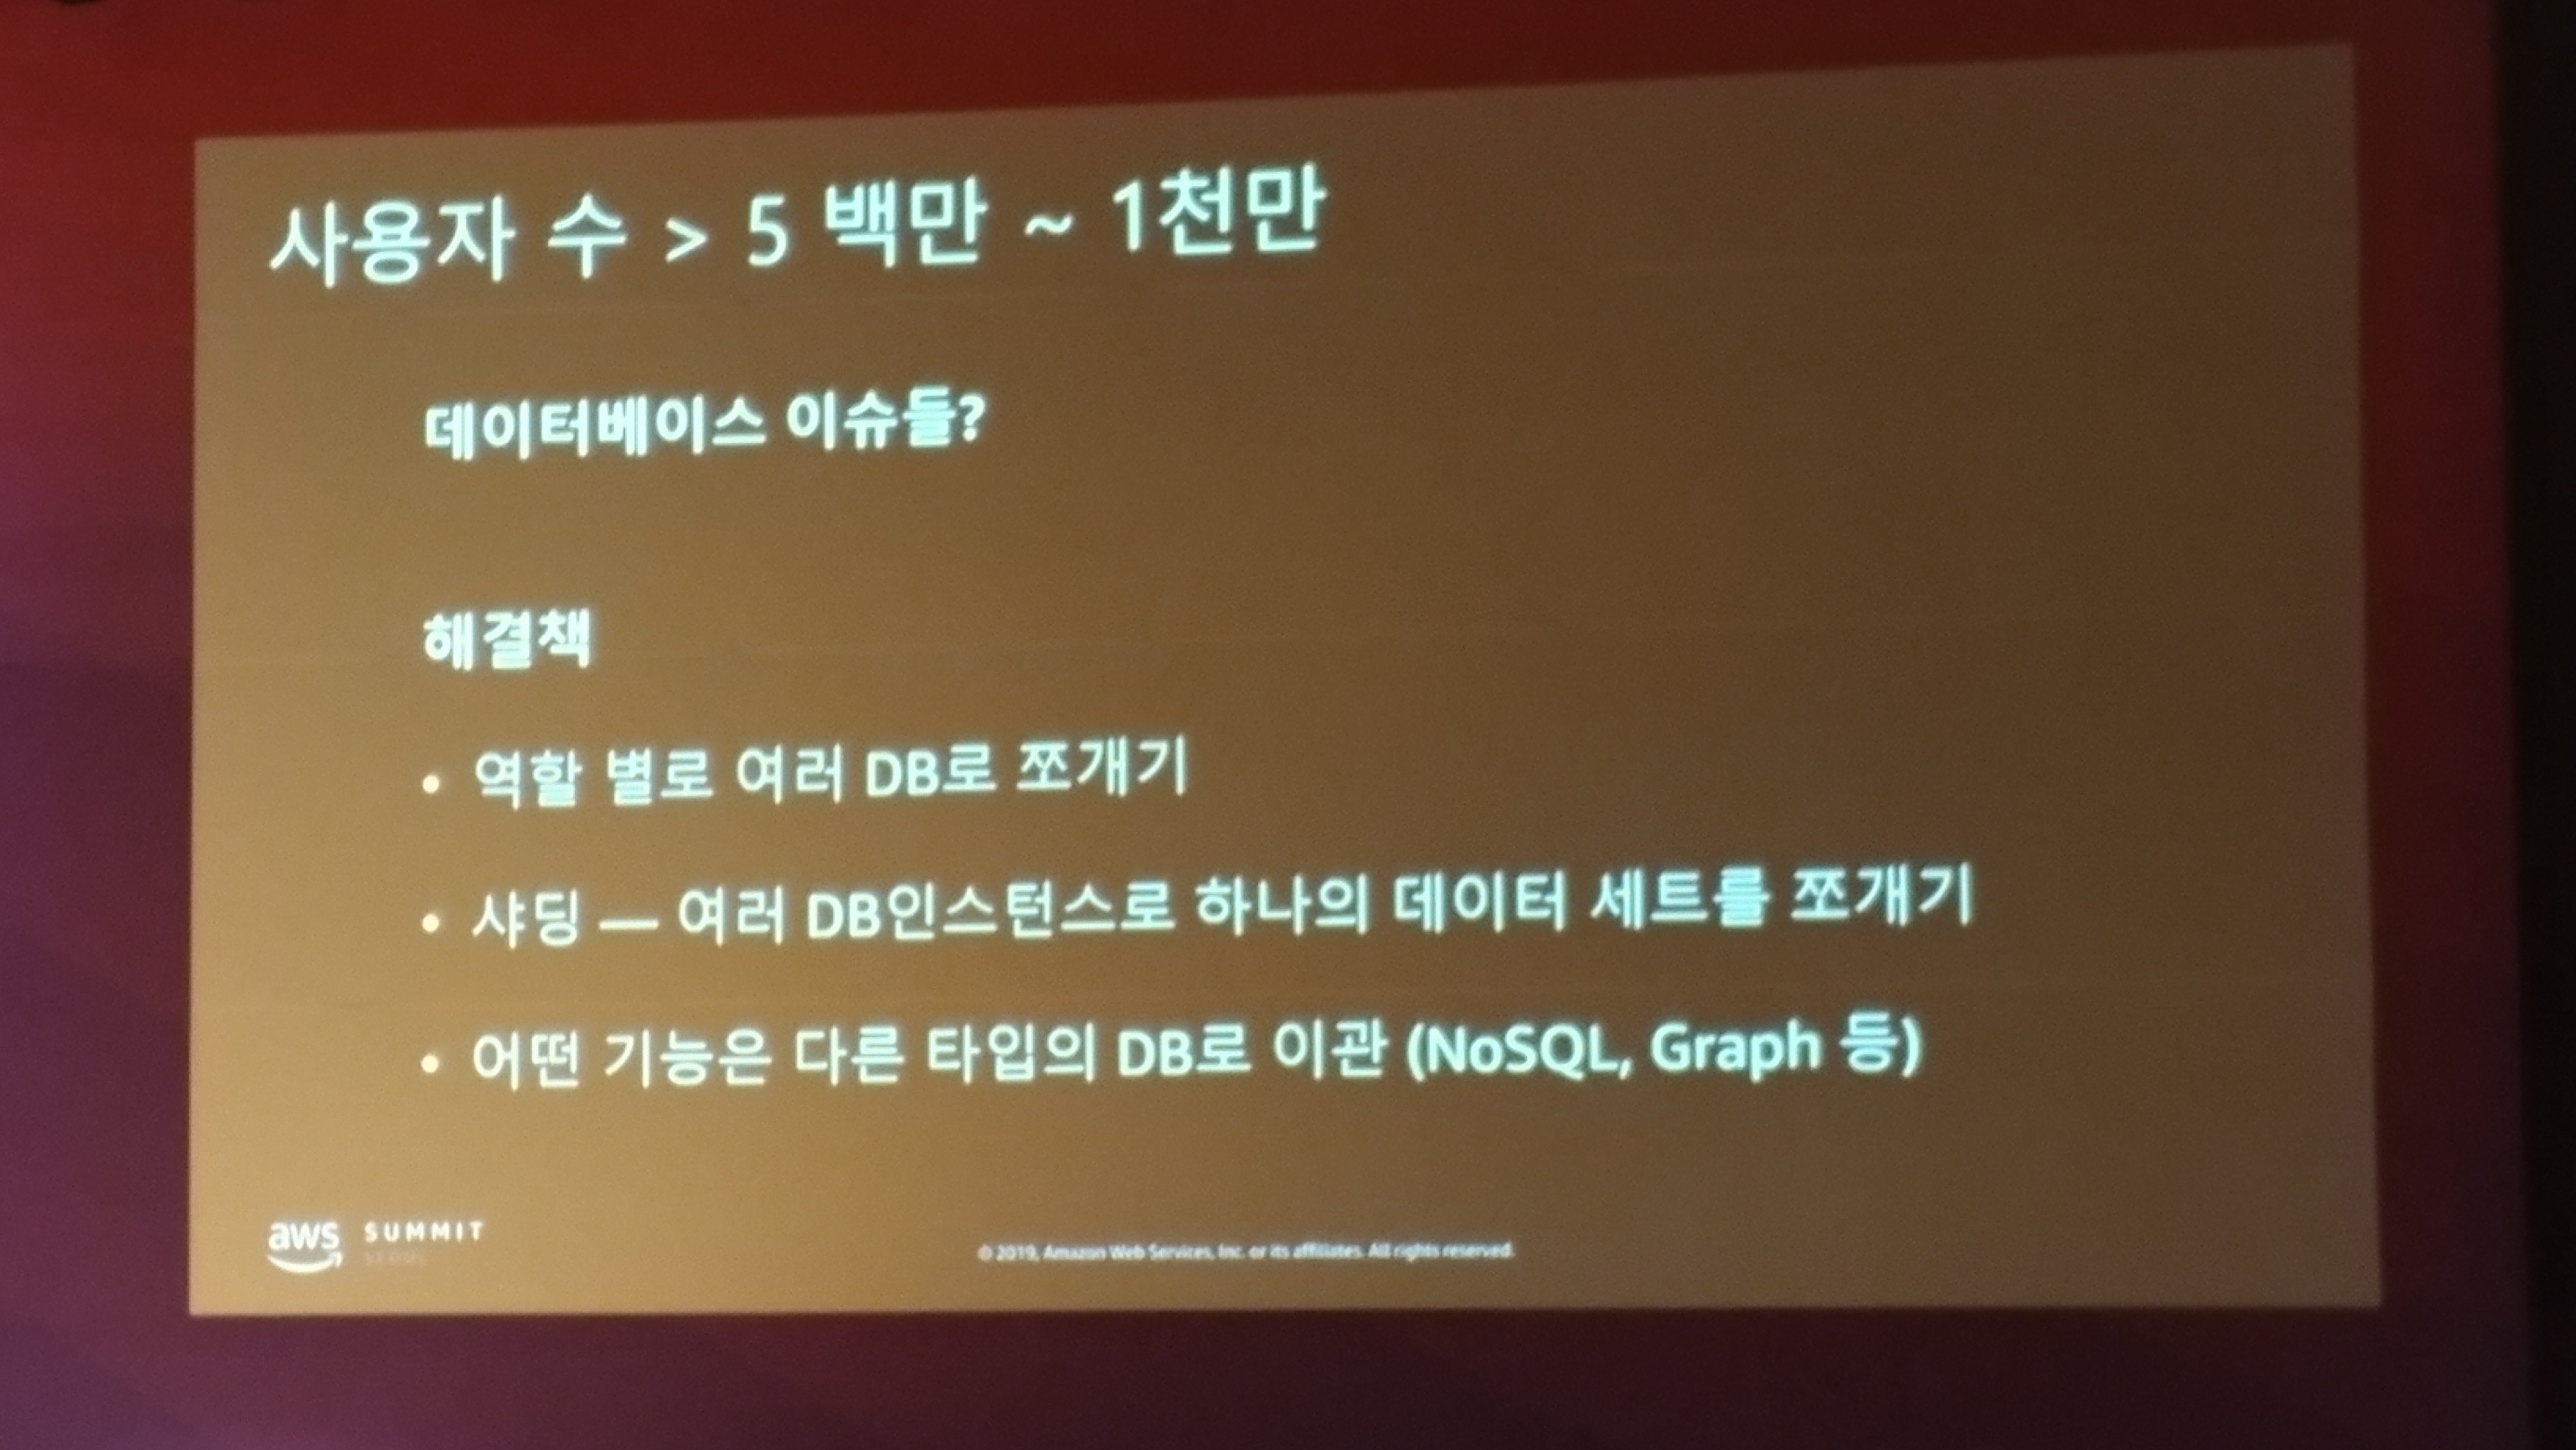 사용자 수 > 5 백만 ~ 1천만
데이터베이스 이슈들?
해결책
• 역할 별로 여러 DB로 쪼개기
• 샤딩 — 여러 DB인스턴스로 하나의 데이터 세트를 쪼개기
• 어떤 기능은 다른 타입의 DB로 이관 (NoSQL, Graph 등)
aws SUMMIT
© 2019, Amazon Web Services, Inc. or its affiliates. All rights reserved.